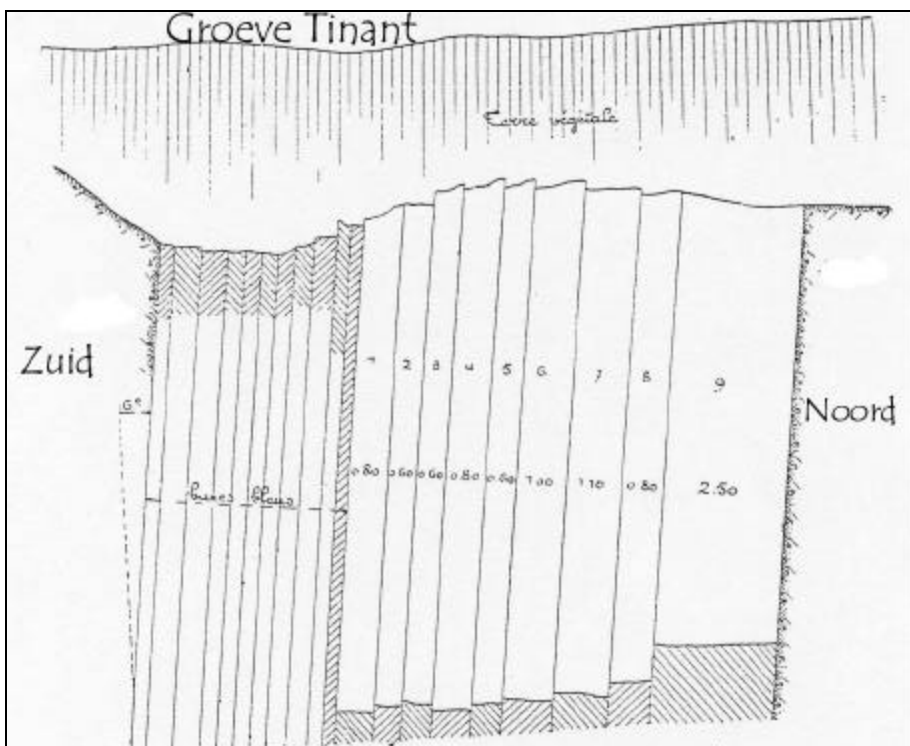 Groeve Tinant
Terre végétale
Zuid
Noord
1 2 3 4 5 6 7 8 9
6°
0.80 0.60 0.60 0.80 0.60 1.00 1.10 0.80 2.50
bancs bleus